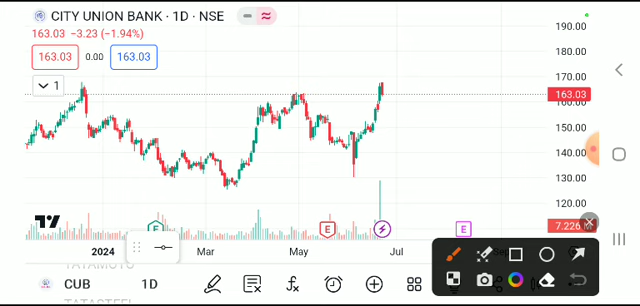 CITY UNION BANK · 1D · NSE
163.03 −3.23 (−1.94%)
163.03 0.00 163.03
1
190.00
180.00
170.00
163.03
160.00
150.00
140.00
130.00
120.00
7.226M
E E E
2024 Mar May Jul
TATAMOTO
CUB 1D
TATASTEEL